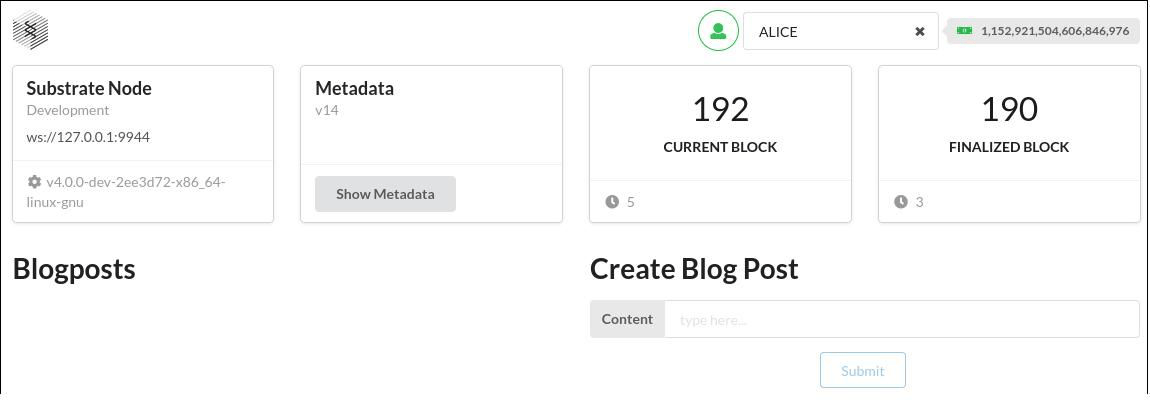 ALICE
1,152,921,504,606,846,976
Substrate Node
Development
ws://127.0.0.1:9944
v4.0.0-dev-2ee3d72-x86_64-
linux-gnu
Metadata
v14
Show Metadata
192
CURRENT BLOCK
5
190
FINALIZED BLOCK
3
Blogposts
Create Blog Post
Content type here...
Submit